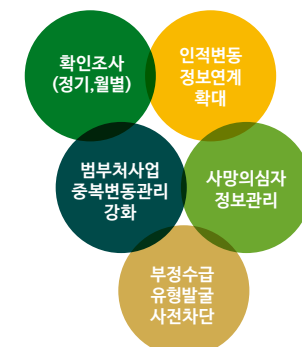 확인조사
(정기,월별)
인적변동
정보연계
확대
범부처사업
중복변동관리
강화
사망의심자
정보관리
부정수급
유형발굴
사전차단